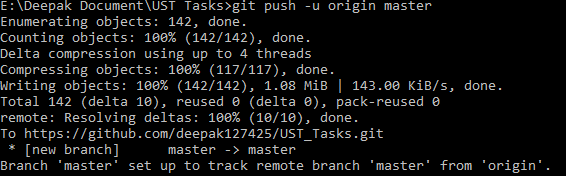 E:\Deepak Document\UST Tasks>git push -u origin master
Enumerating objects: 142, done.
Counting objects: 100% (142/142), done.
Delta compression using up to 4 threads
Compressing objects: 100% (117/117), done.
Writing objects: 100% (142/142), 1.08 MiB | 143.00 KiB/s, done.
Total 142 (delta 10), reused 0 (delta 0), pack-reused 0
remote: Resolving deltas: 100% (10/10), done.
To https://github.com/deepak127425/UST_Tasks.git
 * [new branch]      master -> master
Branch 'master' set up to track remote branch 'master' from 'origin'.